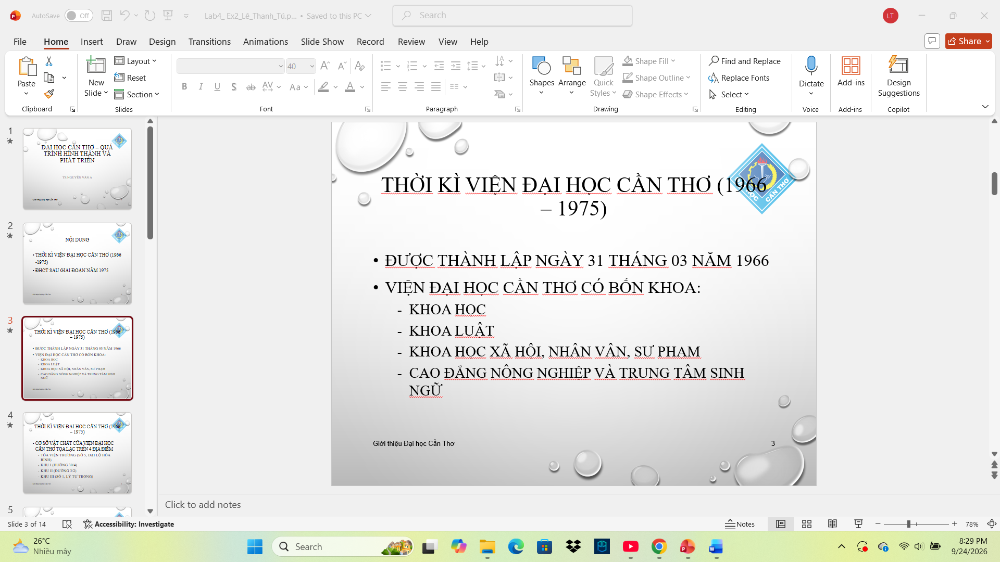 AutoSave Off Lab4_ Ex2_Lê_Thanh_Tú.p... • Saved to this PC Search LT
File Home Insert Draw Design Transitions Animations Slide Show Record Review View Help Share
Paste New Slide Layout Reset Section 40 Shapes Arrange Quick Styles Shape Fill Shape Outline Shape Effects Find and Replace Replace Fonts Select Dictate Add-ins Design Suggestions
Clipboard Slides Font Paragraph Drawing Editing Voice Add-ins Copilot
1
ĐẠI HỌC CẦN THƠ – QUÁ
TRÌNH HÌNH THÀNH VÀ
PHÁT TRIỂN
TS.NGUYỄN VĂN A
Giới thiệu Đại học Cần Thơ
2
NỘI DUNG
• THỜI KÌ VIỆN ĐẠI HỌC CẦN THƠ (1966
-1975)
• ĐHCT SAU GIAI ĐOẠN NĂM 1975
3
THỜI KÌ VIỆN ĐẠI HỌC CẦN THƠ (1966
– 1975)
• ĐƯỢC THÀNH LẬP NGÀY 31 THÁNG 03 NĂM 1966
• VIỆN ĐẠI HỌC CẦN THƠ CÓ BỐN KHOA:
- KHOA HỌC
- KHOA LUẬT
- KHOA HỌC XÃ HỘI, NHÂN VÂN, SƯ PHẠM
- CAO ĐẲNG NÔNG NGHIỆP VÀ TRUNG TÂM SINH
NGỮ
4
THỜI KÌ VIỆN ĐẠI HỌC CẦN THƠ (1966
– 1975)
• CƠ SỞ VẬT CHẤT CỦA VIỆN ĐẠI HỌC
CẦN THƠ TỌA LẠC TRÊN 4 ĐỊA ĐIỂM
- TÒA VIỆN TRƯỞNG (SỐ 5, ĐẠI LỘ HÒA
BÌNH)
- KHU I (ĐƯỜNG 30/4)
- KHU II (ĐƯỜNG 3/2)
- KHU III (SỐ 1, LÝ TỰ TRỌNG)
5
THỜI KÌ VIỆN ĐẠI HỌC CẦN THƠ (1966
– 1975)
HỌC CẦN THƠ
• ĐƯỢC THÀNH LẬP NGÀY 31 THÁNG 03 NĂM 1966
• VIỆN ĐẠI HỌC CẦN THƠ CÓ BỐN KHOA:
- KHOA HỌC
- KHOA LUẬT
- KHOA HỌC XÃ HỘI, NHÂN VÂN, SƯ PHẠM
- CAO ĐẲNG NÔNG NGHIỆP VÀ TRUNG TÂM SINH
NGỮ
Giới thiệu Đại học Cần Thơ 3
Click to add notes
Slide 3 of 14 Accessibility: Investigate Notes 78%
26°C
Nhiều mây
Search
8:29 PM
9/24/2026